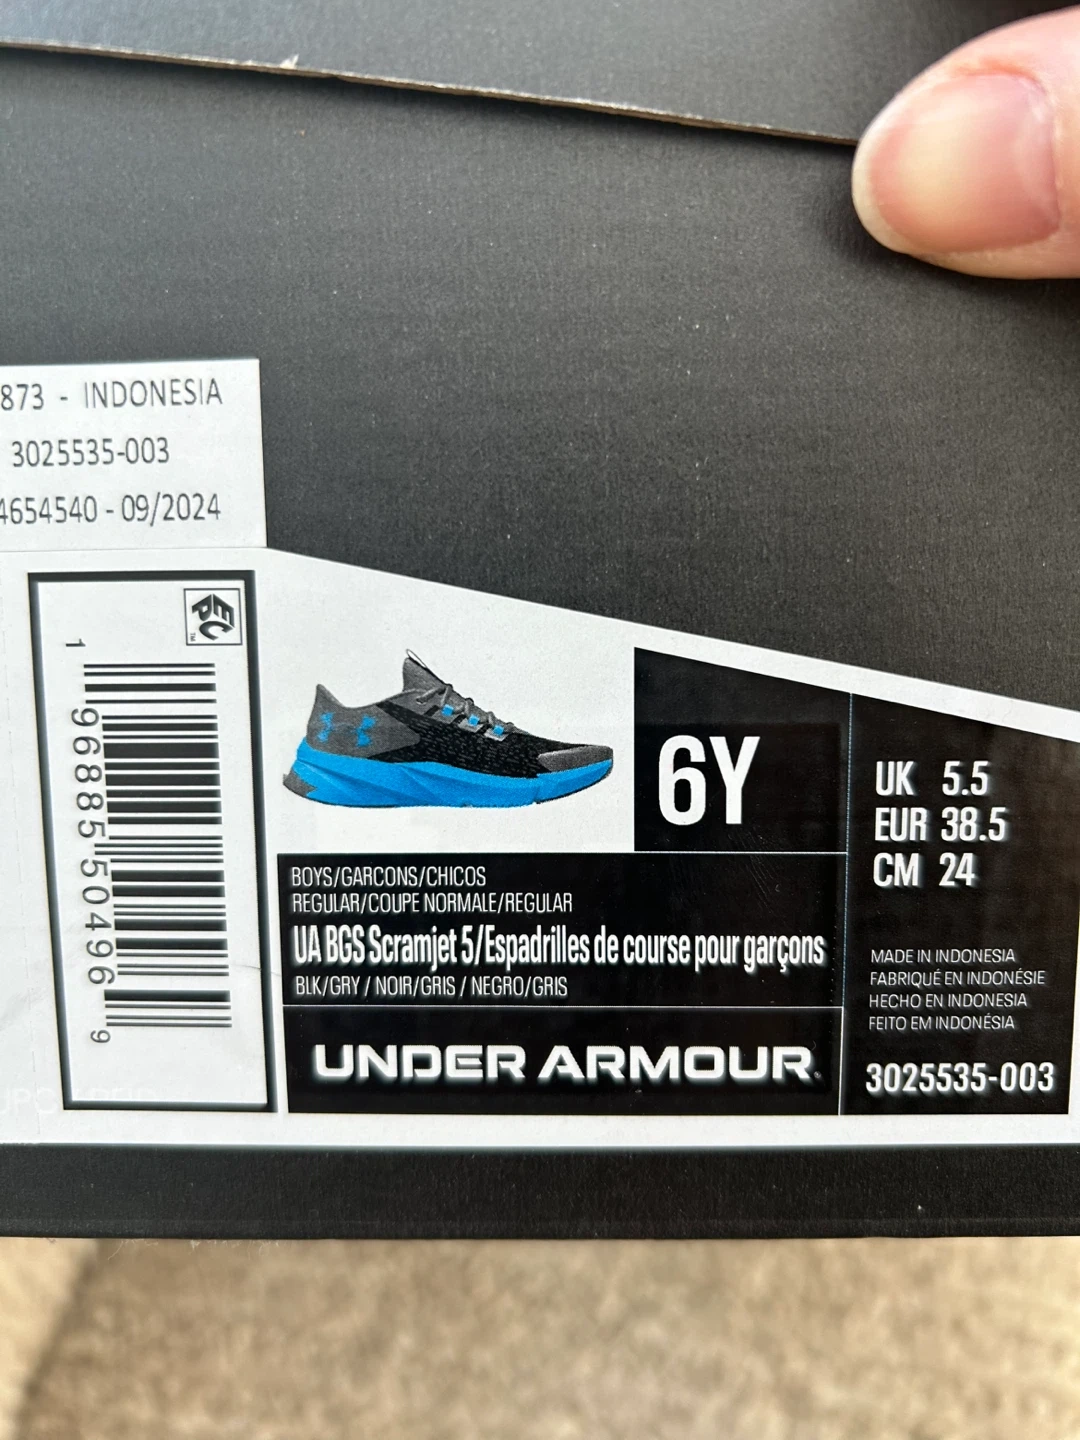 873 - INDONESIA
3025535-003
4654540 - 09/2024
EPC
TM
1 96885 50496 9
6Y
UK 5.5
EUR 38.5
CM 24
BOYS/GARCONS/CHICOS
REGULAR/COUPE NORMALE/REGULAR
UA BGS Scramjet 5/Espadrilles de course pour garçons
BLK/GRY / NOIR/GRIS / NEGRO/GRIS
UNDER ARMOUR
MADE IN INDONESIA
FABRIQUÉ EN INDONÉSIE
HECHO EN INDONESIA
FEITO EM INDONÉSIA
3025535-003